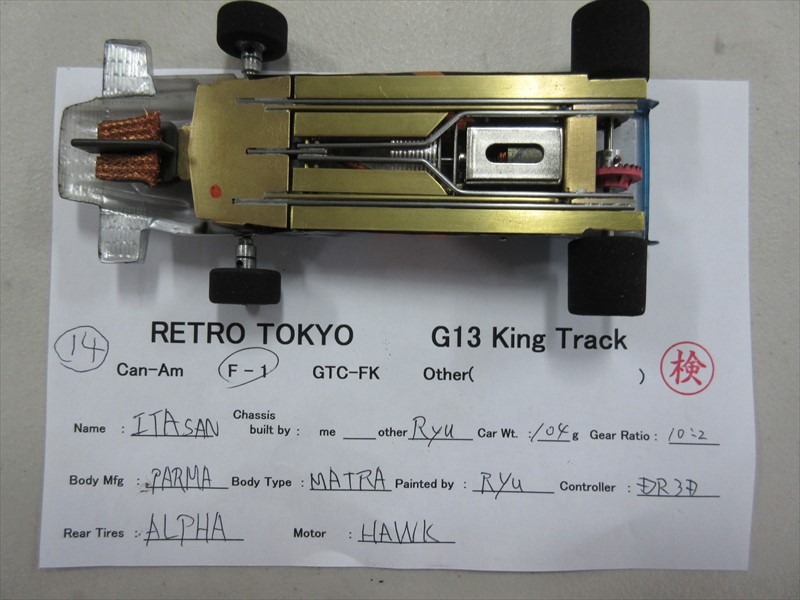 RETRO TOKYO G13 King Track
14 Can-Am F-1 GTC-FK Other( ) 検
Name : ITASAN Chassis built by : me ___ other Ryu Car Wt. : 104 g Gear Ratio : 10:2
Body Mfg : PARMA Body Type : MATRA Painted by : RYU Controller : DR30
Rear Tires : ALPHA Motor : HAWK